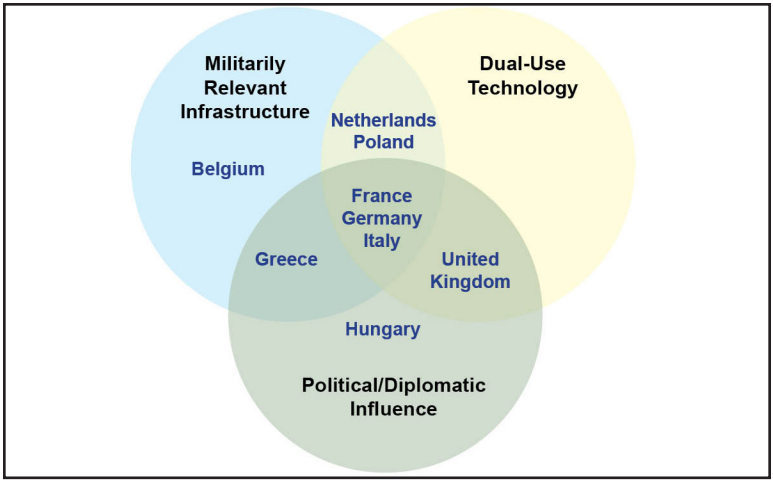 Militarily
Relevant
Infrastructure
Dual-Use
Technology
Netherlands
Poland
Belgium
France
Germany
Italy
Greece
United
Kingdom
Hungary
Political/Diplomatic
Influence